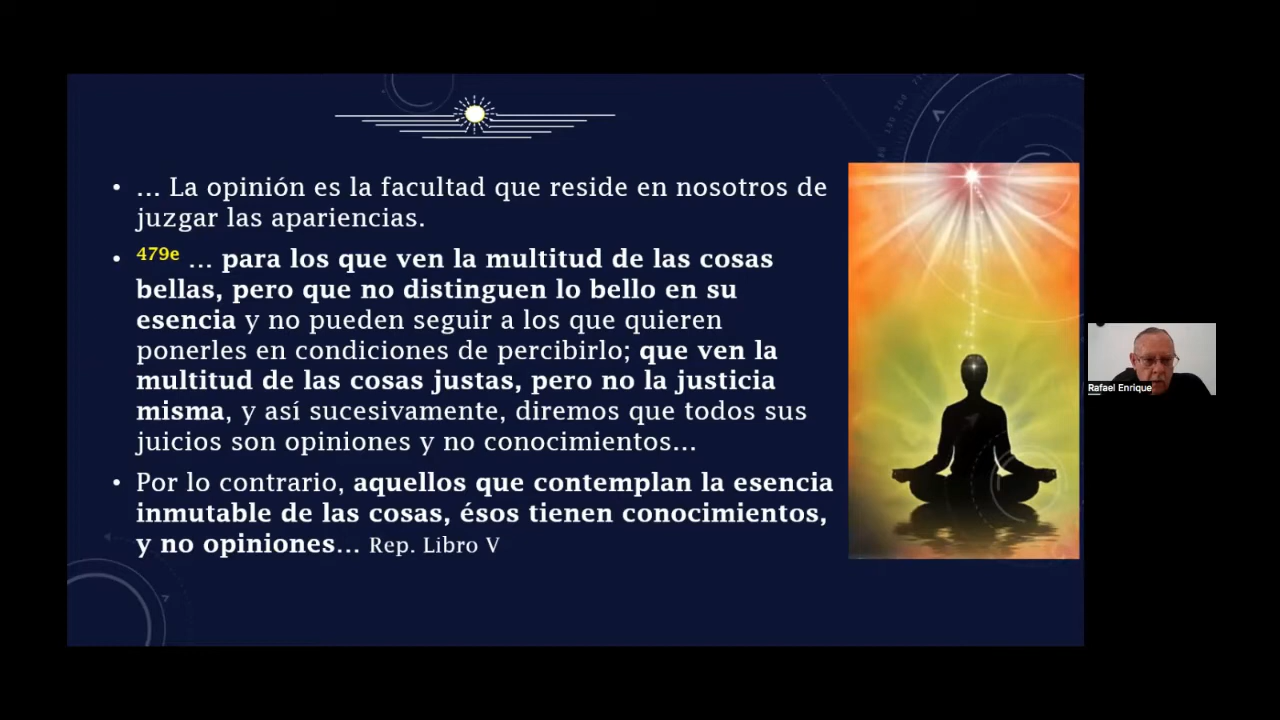 • ... La opinión es la facultad que reside en nosotros de
juzgar las apariencias.
• 479e ... para los que ven la multitud de las cosas
bellas, pero que no distinguen lo bello en su
esencia y no pueden seguir a los que quieren
ponerles en condiciones de percibirlo; que ven la
multitud de las cosas justas, pero no la justicia
misma, y así sucesivamente, diremos que todos sus
juicios son opiniones y no conocimientos...
• Por lo contrario, aquellos que contemplan la esencia
inmutable de las cosas, ésos tienen conocimientos,
y no opiniones... Rep. Libro V
Rafael Enrique